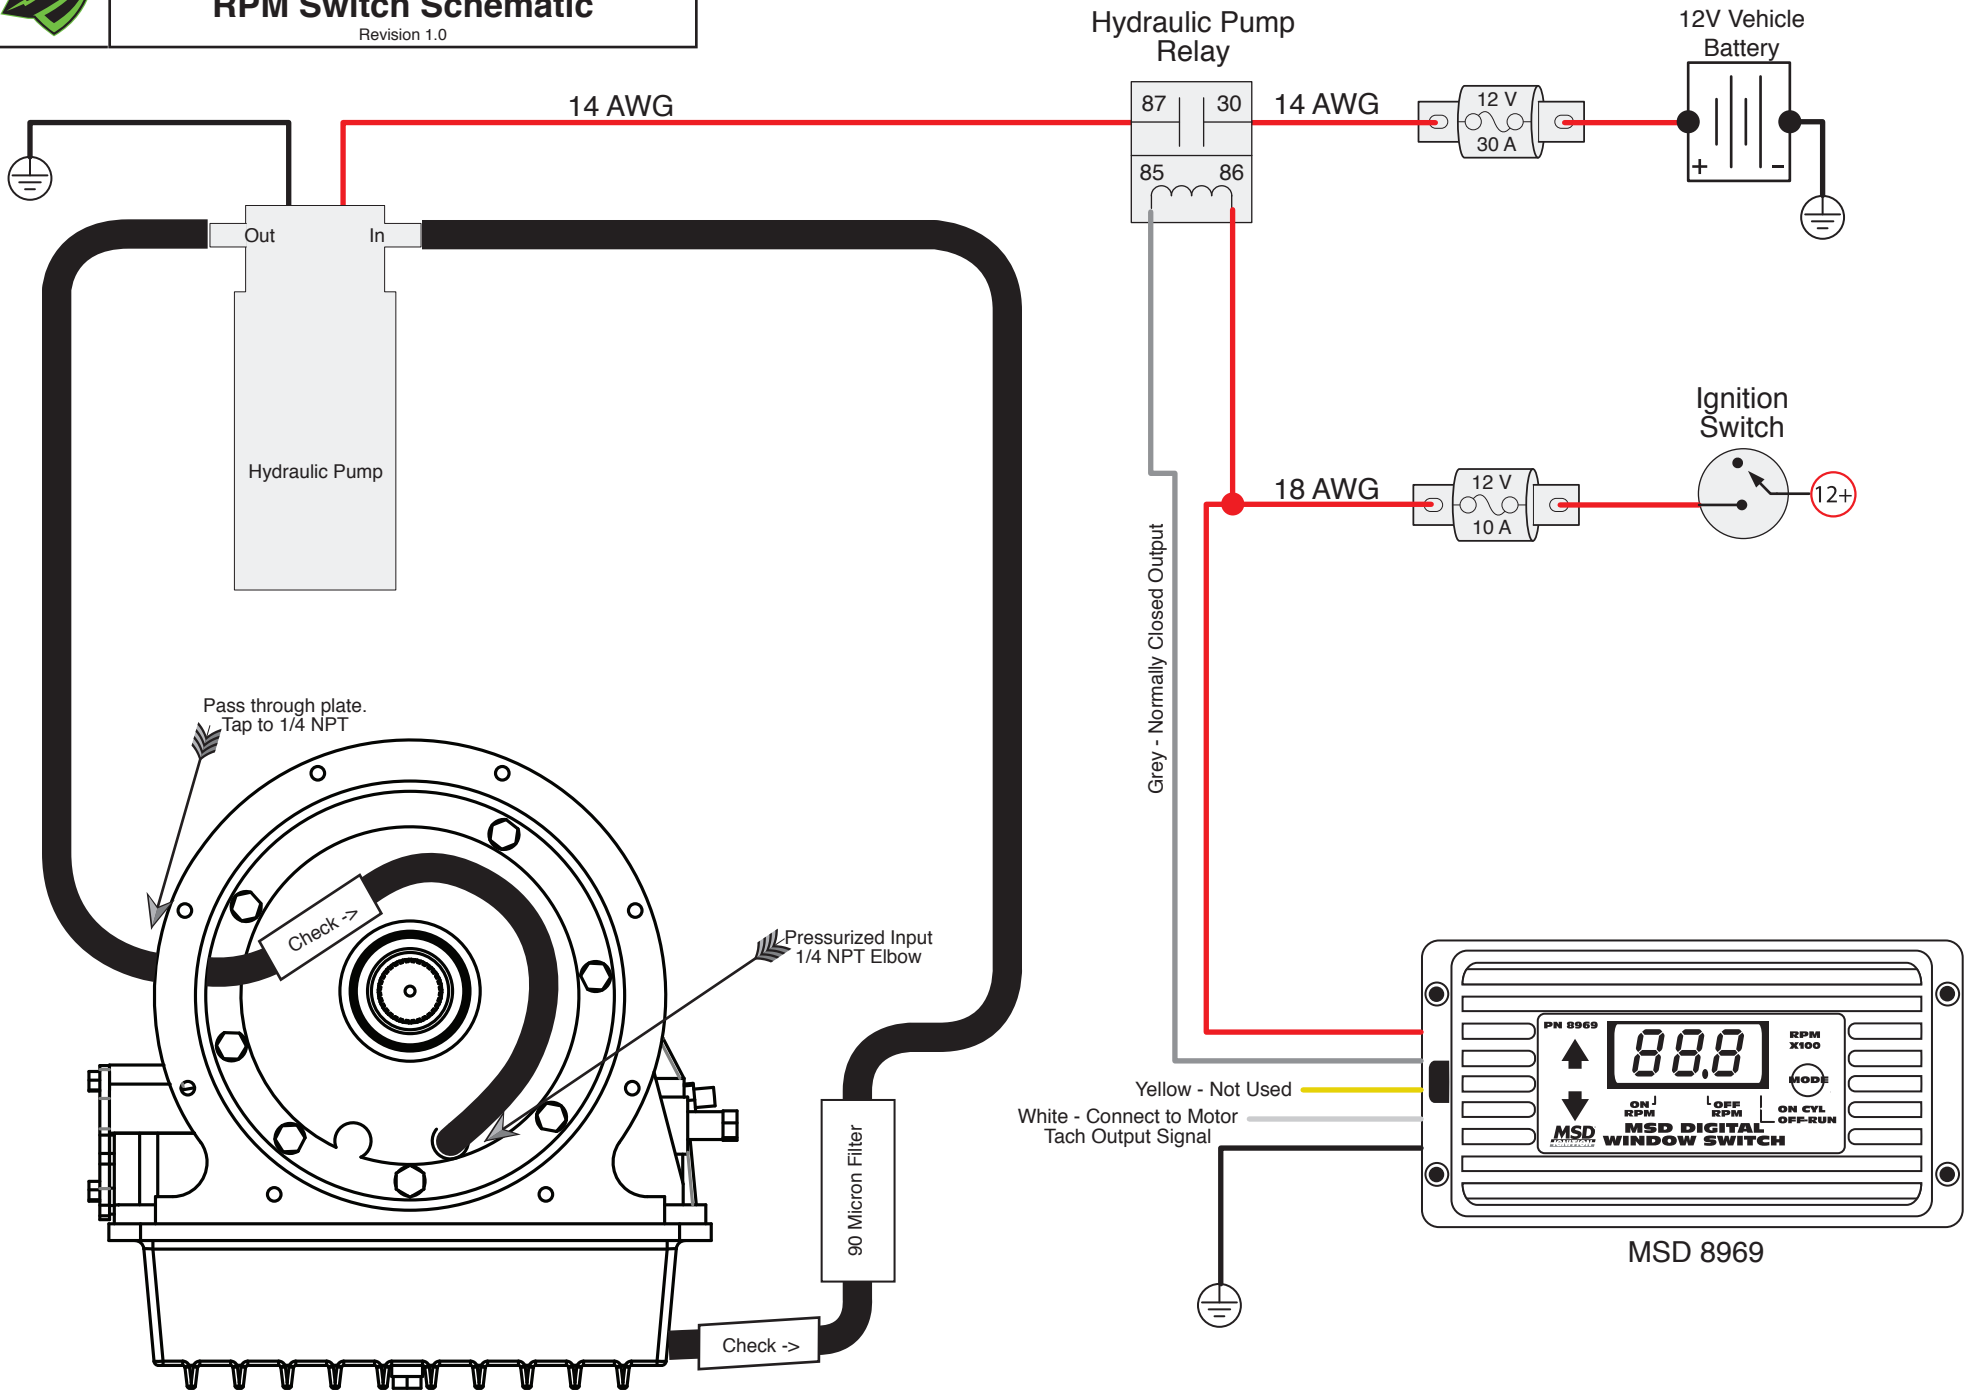 RPM Switch Schematic
Revision 1.0
Hydraulic Pump
Relay
12V Vehicle
Battery
14 AWG
87
30
14 AWG
12 V
30 A
+
-
85
86
Out
In
Hydraulic Pump
Ignition
Switch
18 AWG
12 V
10 A
12+
Grey - Normally Closed Output
Pass through plate.
Tap to 1/4 NPT
Check ->
Pressurized Input
1/4 NPT Elbow
PN 8969
88.8
RPM
X100
MODE
Yellow - Not Used
White - Connect to Motor
Tach Output Signal
ON
RPM
OFF
RPM
ON CYL
OFF-RUN
MSD
MSD DIGITAL
WINDOW SWITCH
90 Micron Filter
MSD 8969
Check ->